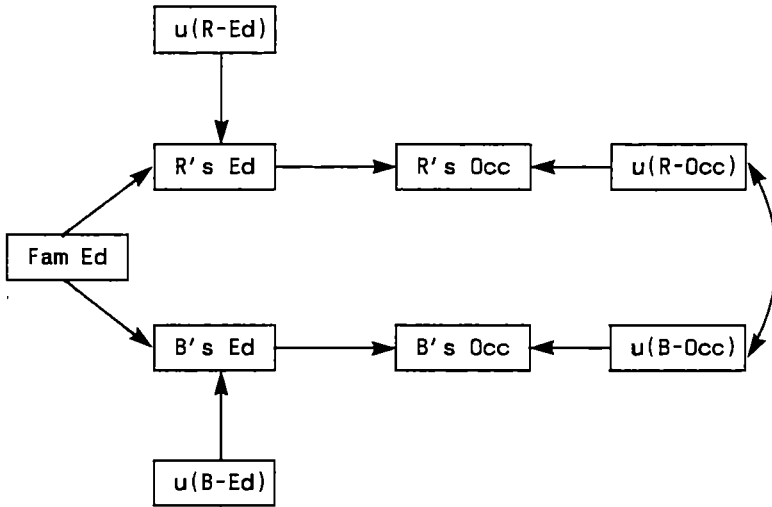 u(R-Ed)
R's Ed
R's Occ
u(R-Occ)
Fam Ed
B's Ed
B's Occ
u(B-Occ)
u(B-Ed)